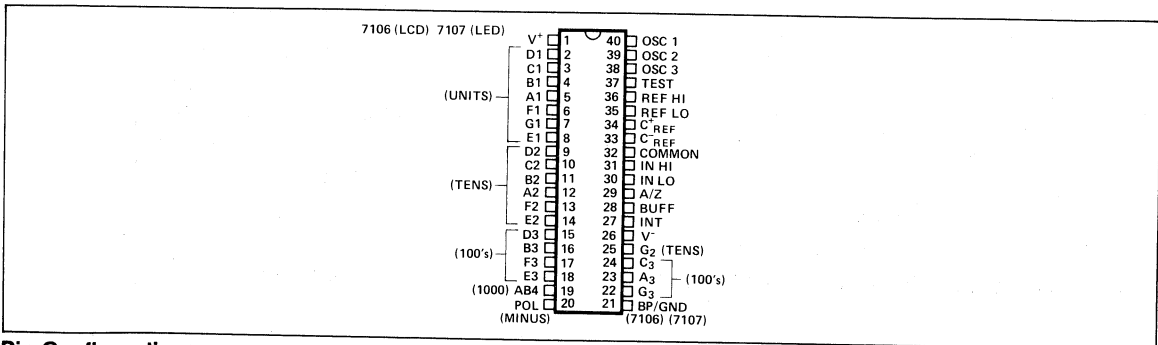 7106 (LCD) 7107 (LED)
V+ 1 40 OSC 1
D1 2 39 OSC 2
C1 3 38 OSC 3
B1 4 37 TEST
(UNITS) A1 5 36 REF HI
F1 6 35 REF LO
G1 7 34 C+REF
E1 8 33 C-REF
D2 9 32 COMMON
C2 10 31 IN HI
B2 11 30 IN LO
(TENS) A2 12 29 A/Z
F2 13 28 BUFF
E2 14 27 INT
D3 15 26 V-
(100's) B3 16 25 G2 (TENS)
F3 17 24 C3
E3 18 23 A3 (100's)
(1000) AB4 19 22 G3
POL 20 21 BP/GND
(MINUS) (7106) (7107)